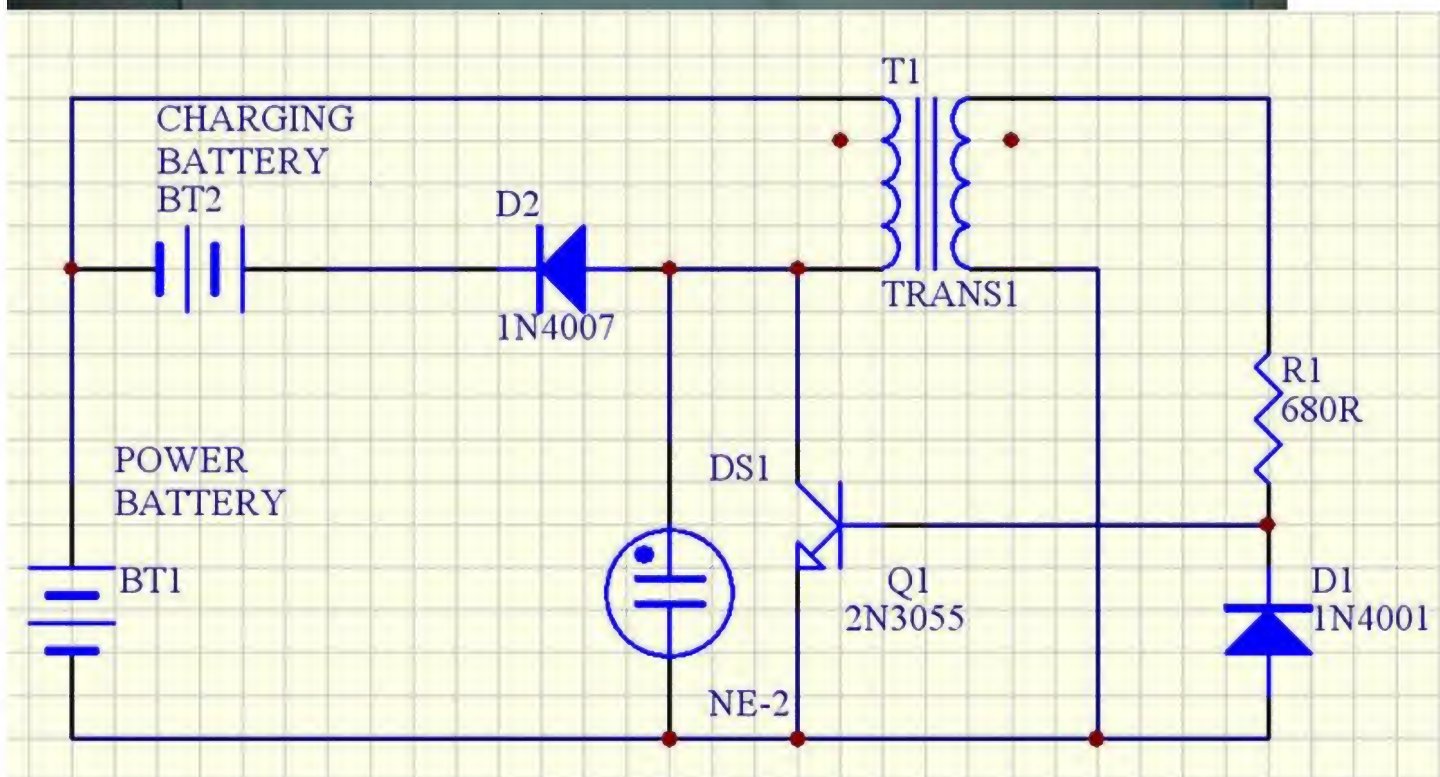 T1
CHARGING
BATTERY
BT2
D2
1N4007
TRANS1
R1
680R
POWER
BATTERY
DS1
BT1
Q1
2N3055
D1
1N4001
NE-2